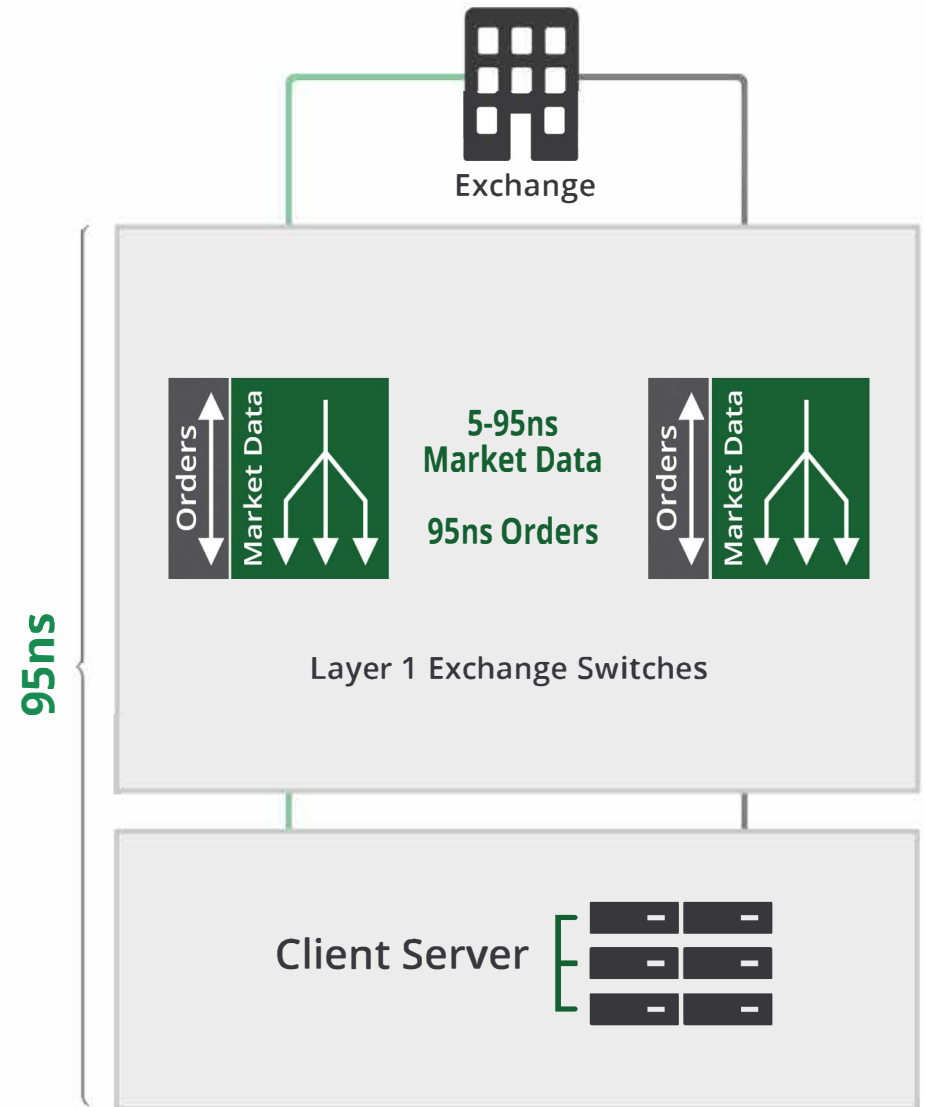 Exchange
Orders
Market Data
5-95ns
Market Data
95ns Orders
Orders
Market Data
95ns
Layer 1 Exchange Switches
Client Server